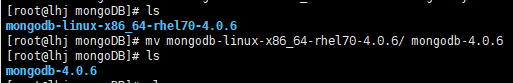 [root@lhj mongoDB]# ls
mongodb-linux-x86_64-rhel70-4.0.6
[root@lhj mongoDB]# mv mongodb-linux-x86_64-rhel70-4.0.6/ mongodb-4.0.6
[root@lhj mongoDB]# ls
mongodb-4.0.6